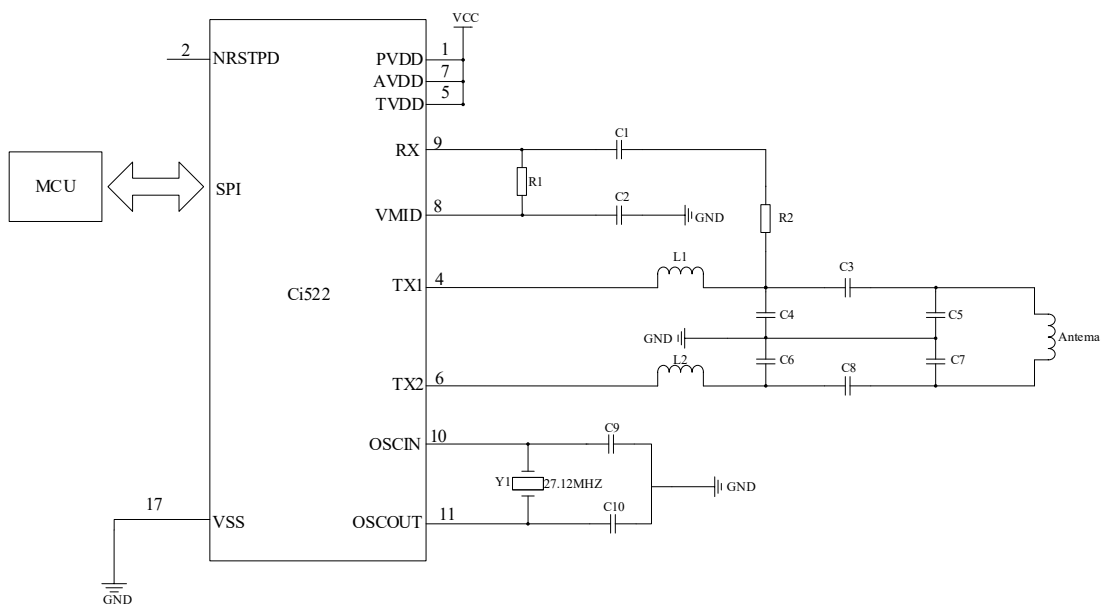 VCC
2 NRSTPD
PVDD 1
AVDD 7
TVDD 5
RX 9
C1
MCU
SPI
R1
C2
VMID 8
GND
R2
L1
C3
TX1 4
Ci522
C4
C5
GND
Antema
L2
C6
C8
C7
TX2 6
OSCIN 10
C9
Y1
27.12MHZ
GND
17
VSS
OSCOUT 11
C10
GND